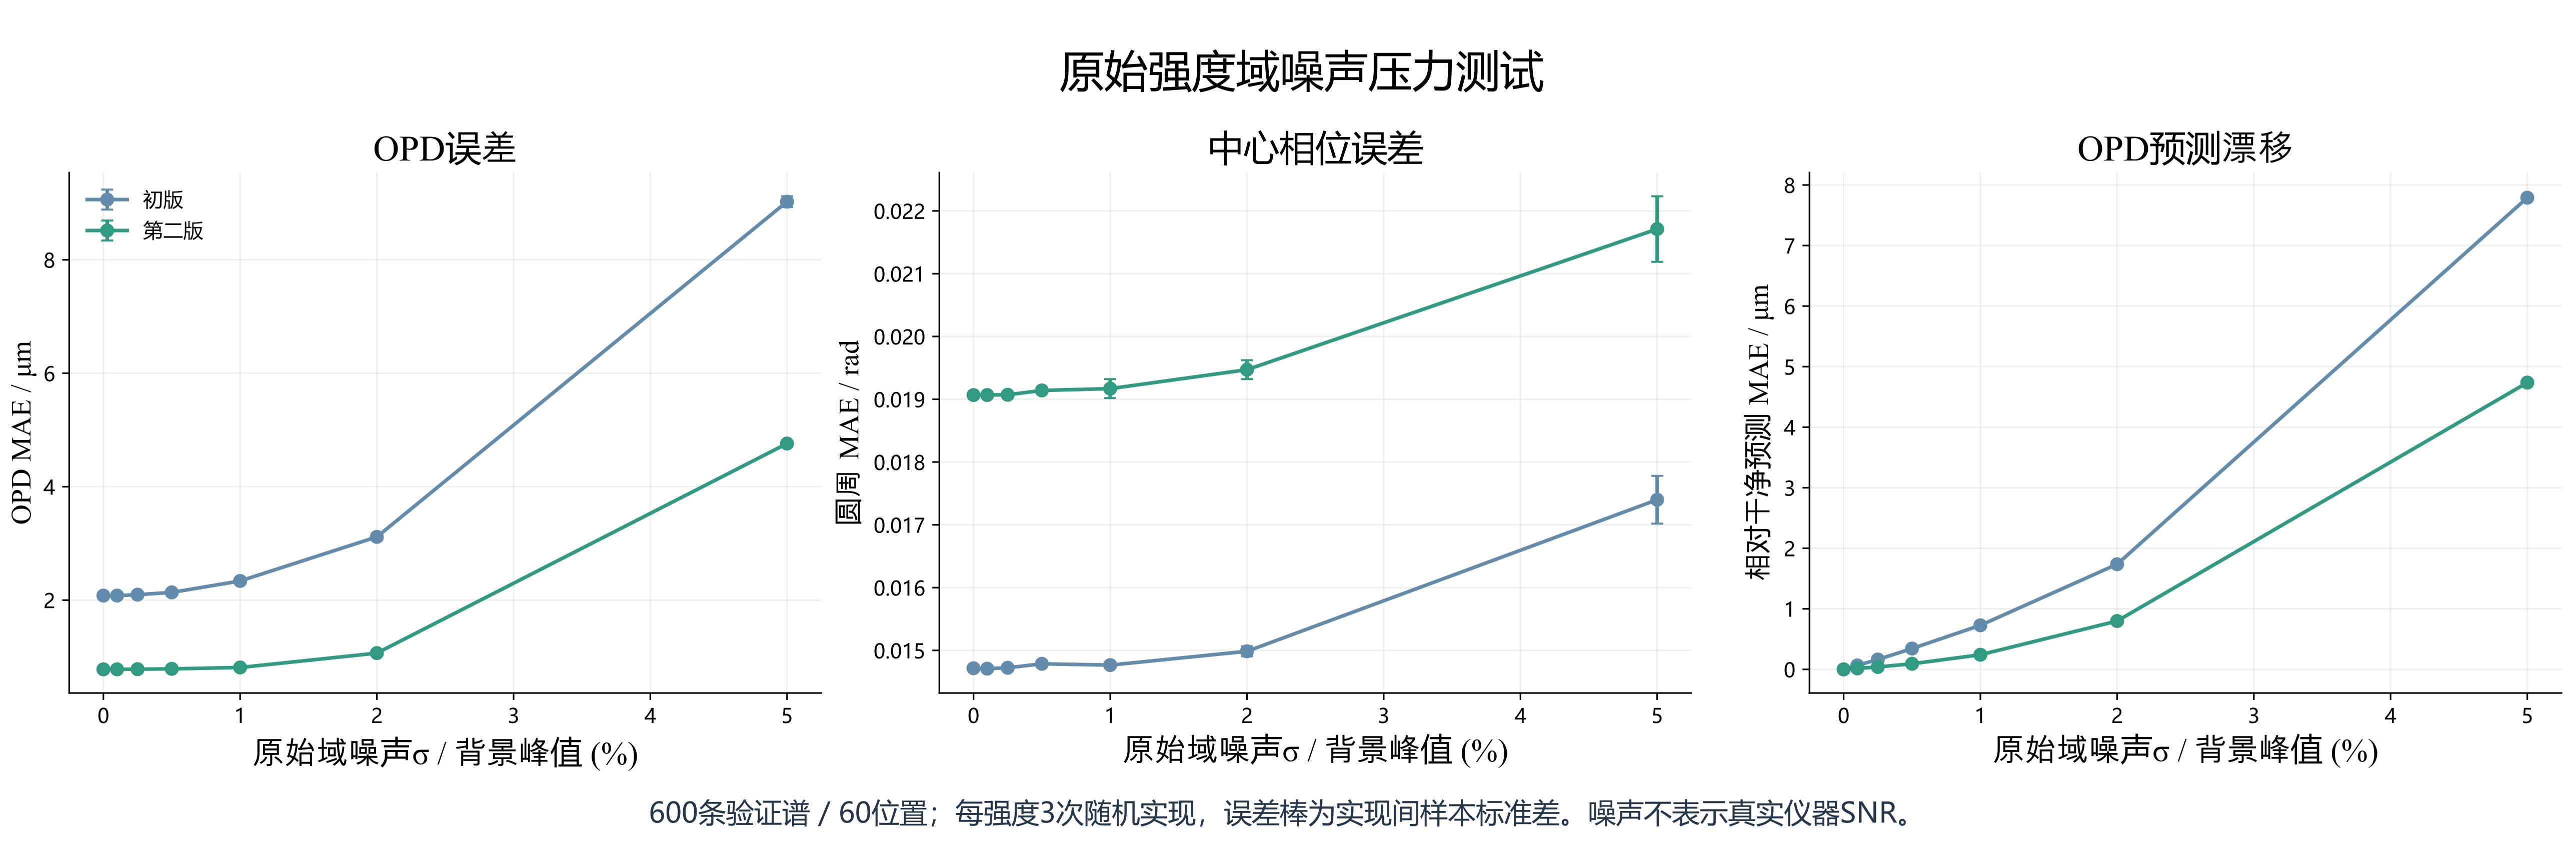 原始强度域噪声压力测试
OPD误差
初版
第二版
OPD MAE / μm
8
6
4
2
0 1 2 3 4 5
原始域噪声σ / 背景峰值 (%)
中心相位误差
圆周 MAE / rad
0.022
0.021
0.020
0.019
0.018
0.017
0.016
0.015
0 1 2 3 4 5
原始域噪声σ / 背景峰值 (%)
OPD预测漂移
相对干净预测 MAE / μm
8
7
6
5
4
3
2
1
0
0 1 2 3 4 5
原始域噪声σ / 背景峰值 (%)
600条验证谱 / 60位置；每强度3次随机实现，误差棒为实现间样本标准差。噪声不表示真实仪器SNR。